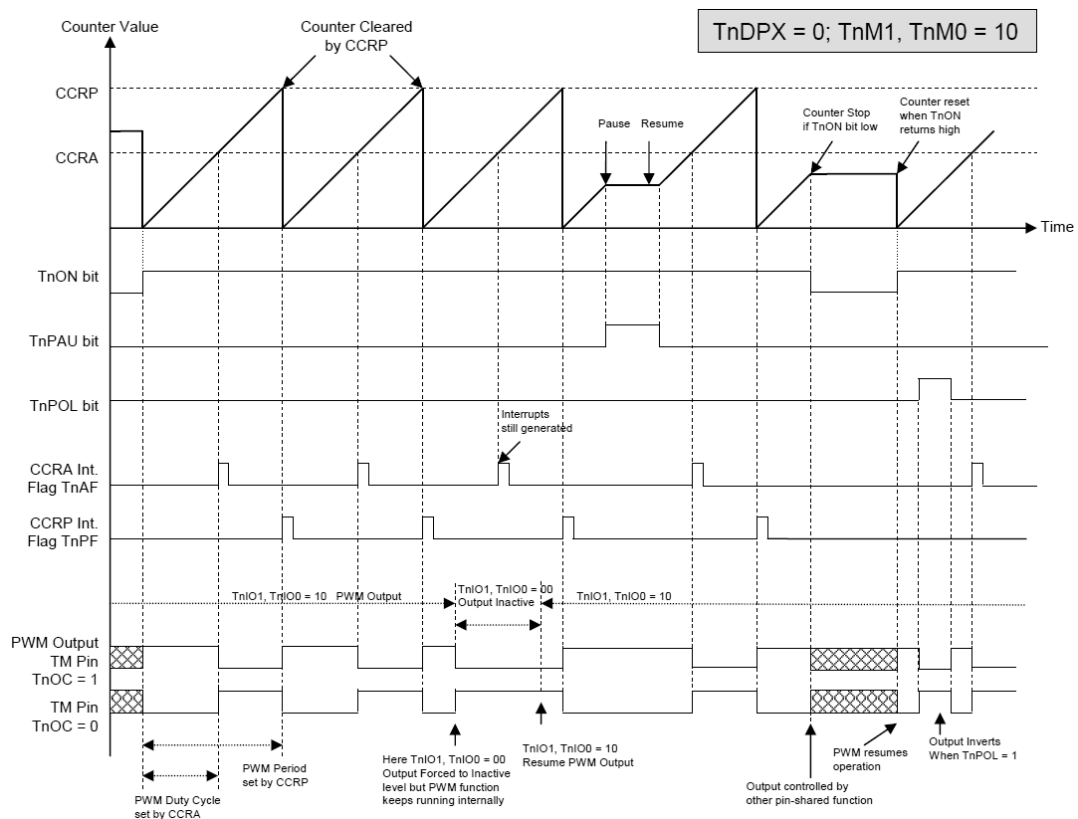 TnDPX = 0; TnM1, TnM0 = 10
Counter Value
Counter Cleared
by CCRP
CCRP
CCRA
Pause
Resume
Counter Stop
if TnON bit low
Counter reset
when TnON
returns high
Time
TnON bit
TnPAU bit
TnPOL bit
Interrupts
still generated
CCRA Int.
Flag TnAF
CCRP Int.
Flag TnPF
TnIO1, TnIO0 = 10 PWM Output
TnIO1, TnIO0 = 00
Output Inactive
TnIO1, TnIO0 = 10
PWM Output
TM Pin
TnOC = 1
TM Pin
TnOC = 0
PWM Period
set by CCRP
PWM Duty Cycle
set by CCRA
Here TnIO1, TnIO0 = 00
Output Forced to Inactive
level but PWM function
keeps running internally
TnIO1, TnIO0 = 10
Resume PWM Output
Output controlled by
other pin-shared function
PWM resumes
operation
Output Inverts
When TnPOL = 1